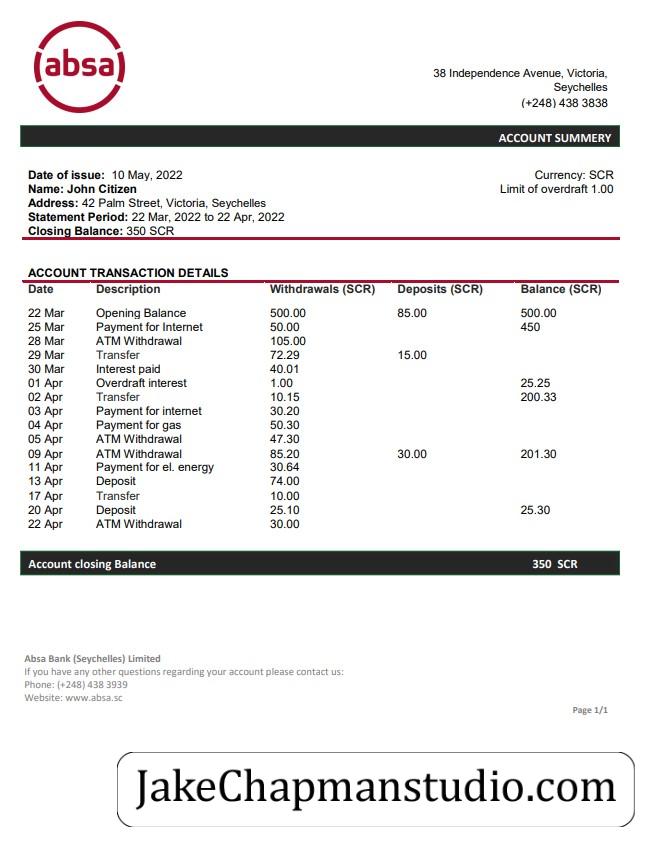 absa
38 Independence Avenue, Victoria,
Seychelles
(+248) 438 3838
ACCOUNT SUMMERY
Date of issue: 10 May, 2022
Currency: SCR
Name: John Citizen
Limit of overdraft 1.00
Address: 42 Palm Street, Victoria, Seychelles
Statement Period: 22 Mar, 2022 to 22 Apr, 2022
Closing Balance: 350 SCR
ACCOUNT TRANSACTION DETAILS
Date Description Withdrawals (SCR) Deposits (SCR) Balance (SCR)
22 Mar Opening Balance 500.00 85.00 500.00
25 Mar Payment for Internet 50.00 450
28 Mar ATM Withdrawal 105.00
29 Mar Transfer 72.29 15.00
30 Mar Interest paid 40.01
01 Apr Overdraft interest 1.00 25.25
02 Apr Transfer 10.15 200.33
03 Apr Payment for internet 30.20
04 Apr Payment for gas 50.30
05 Apr ATM Withdrawal 47.30
09 Apr ATM Withdrawal 85.20 30.00 201.30
11 Apr Payment for el. energy 30.64
13 Apr Deposit 74.00
17 Apr Transfer 10.00
20 Apr Deposit 25.10 25.30
22 Apr ATM Withdrawal 30.00
Account closing Balance 350 SCR
Absa Bank (Seychelles) Limited
If you have any other questions regarding your account please contact us:
Phone: (+248) 438 3939
Website: www.absa.sc
Page 1/1
JakeChapmanstudio.com